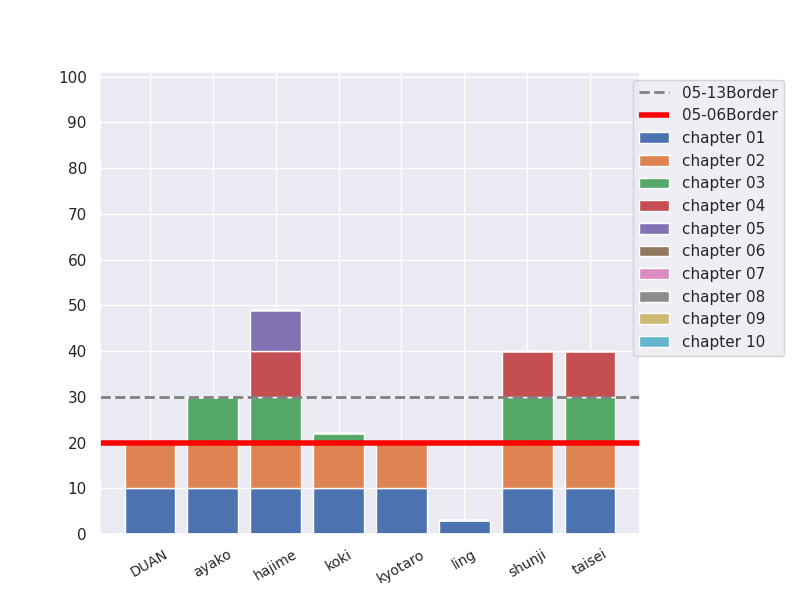 100
90
80
70
60
50
40
30
20
10
0
DUAN
ayako
hajime
koki
kyotaro
ling
shunji
taisei
05-13Border
05-06Border
chapter 01
chapter 02
chapter 03
chapter 04
chapter 05
chapter 06
chapter 07
chapter 08
chapter 09
chapter 10